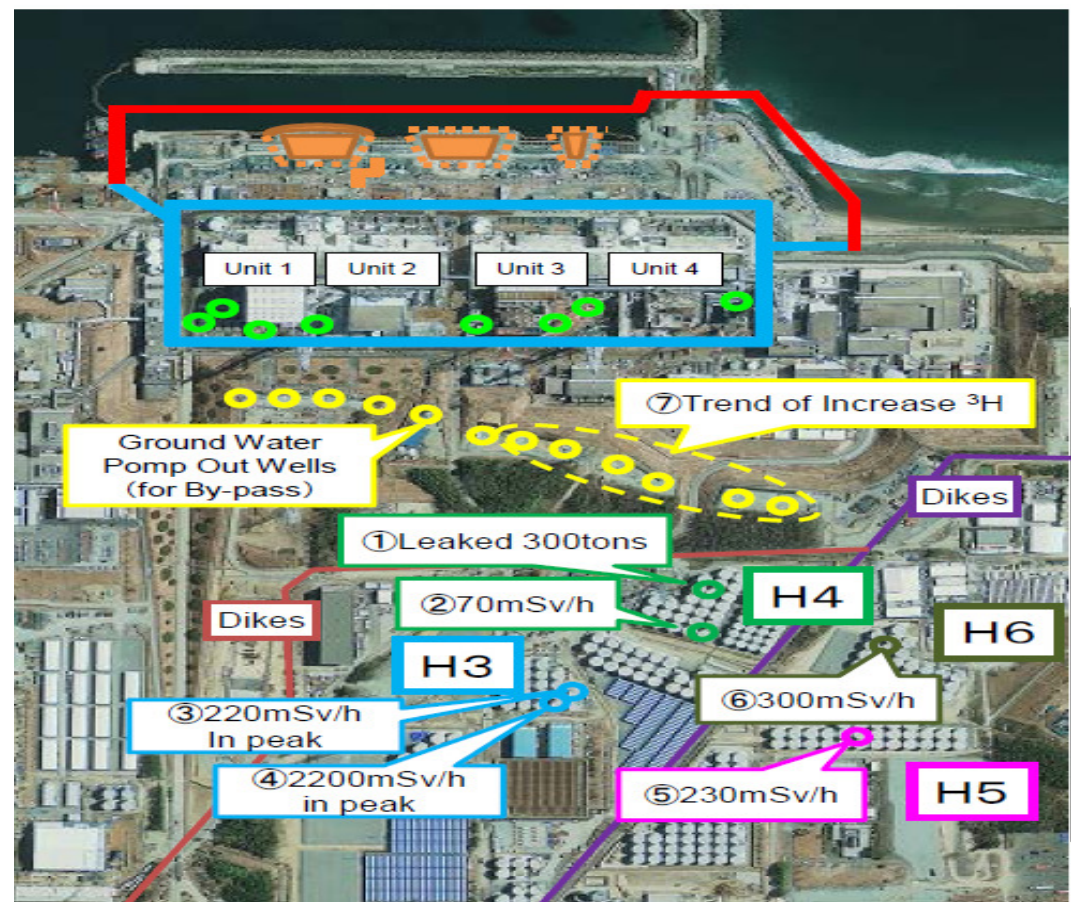 Unit 1
Unit 2
Unit 3
Unit 4
⑦Trend of Increase ³H
Ground Water
Pomp Out Wells
(for By-pass)
Dikes
①Leaked 300tons
H4
②70mSv/h
Dikes
H6
H3
⑥300mSv/h
③220mSv/h
In peak
④2200mSv/h
in peak
⑤230mSv/h
H5